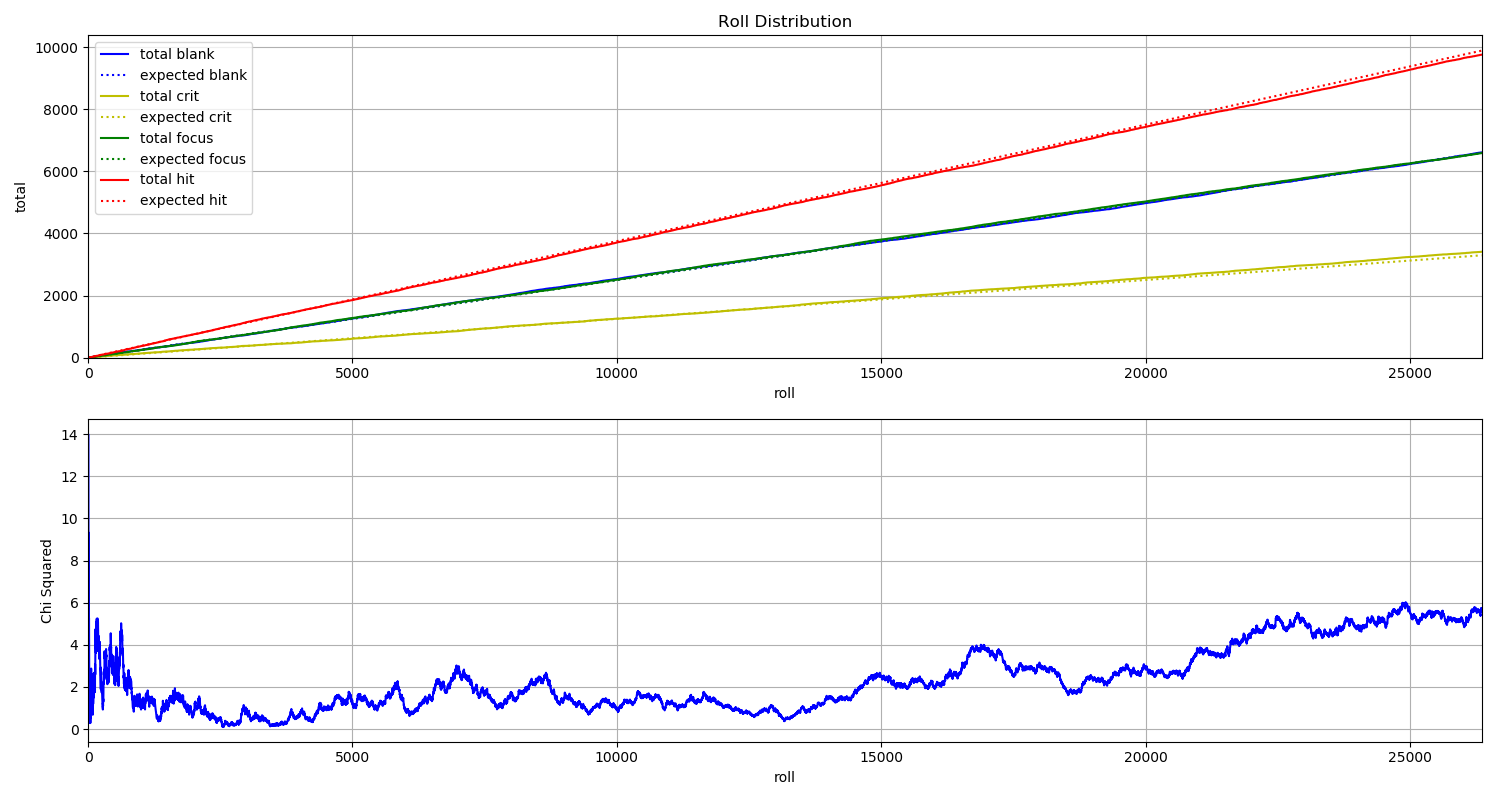 Roll Distribution
total
10000
8000
6000
4000
2000
0
total blank
expected blank
total crit
expected crit
total focus
expected focus
total hit
expected hit
0 5000 10000 15000 20000 25000
roll
Chi Squared
14
12
10
8
6
4
2
0
0 5000 10000 15000 20000 25000
roll